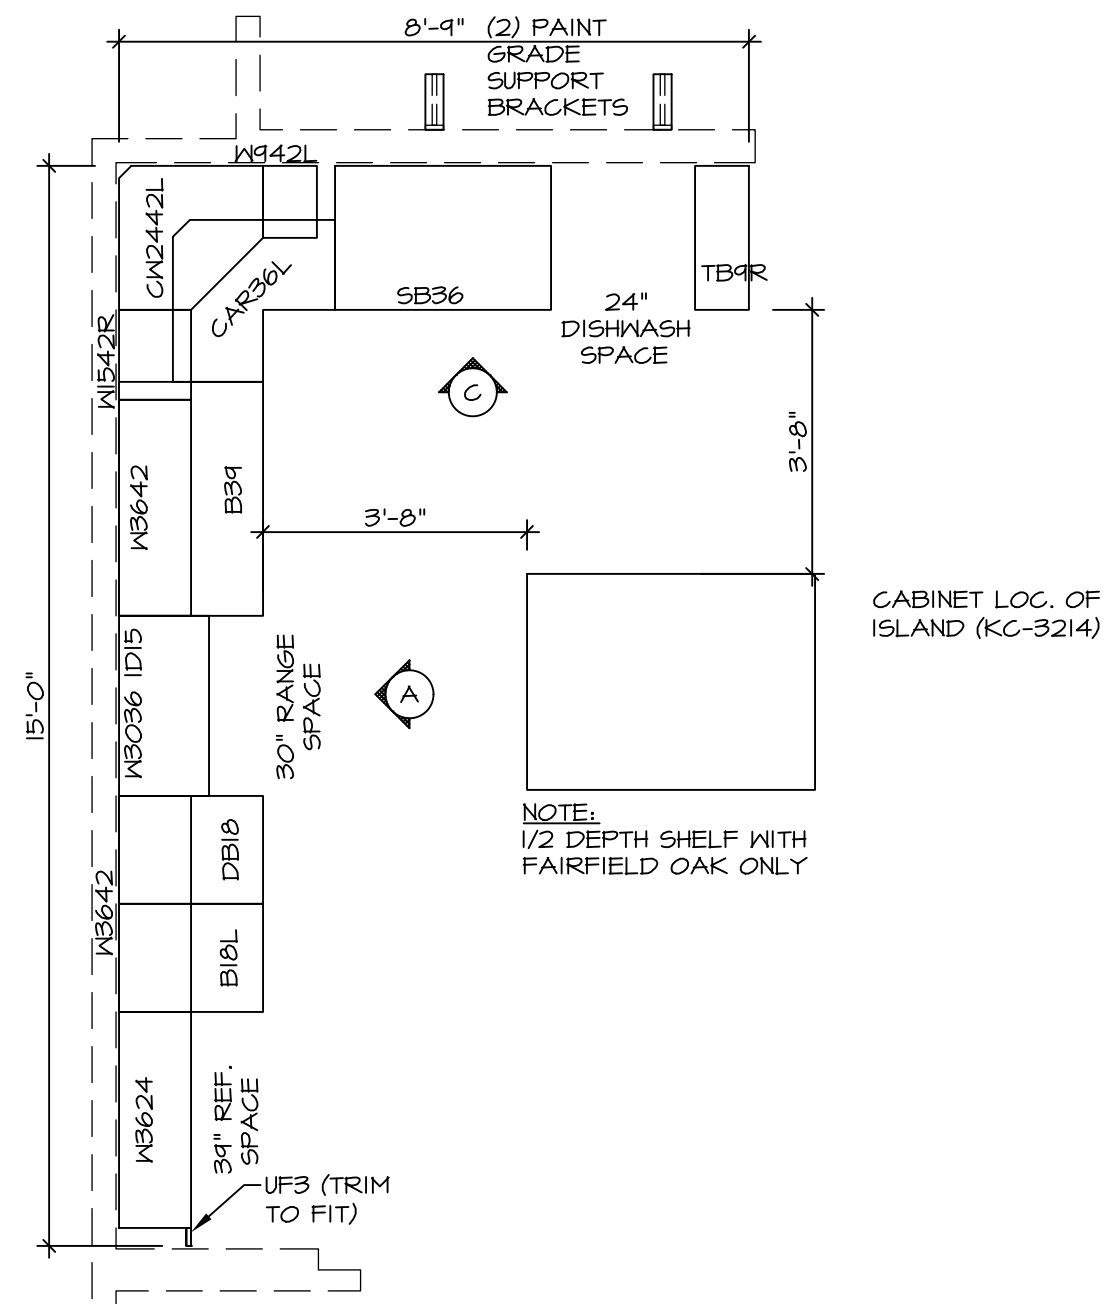 8'-9"
(2) PAINT
GRADE
SUPPORT
BRACKETS
W942L
CW2442L
CAR36L
SB36
TB9R
24"
DISHWASH
SPACE
W1542R
C
3'-8"
W3642
B39
3'-8"
CABINET LOC. OF
ISLAND (KC-3214)
15'-0"
W3036 1D15
30" RANGE
SPACE
A
NOTE:
1/2 DEPTH SHELF WITH
FAIRFIELD OAK ONLY
DB18
W3642
B18L
W3624
39" REF.
SPACE
UF3 (TRIM
TO FIT)